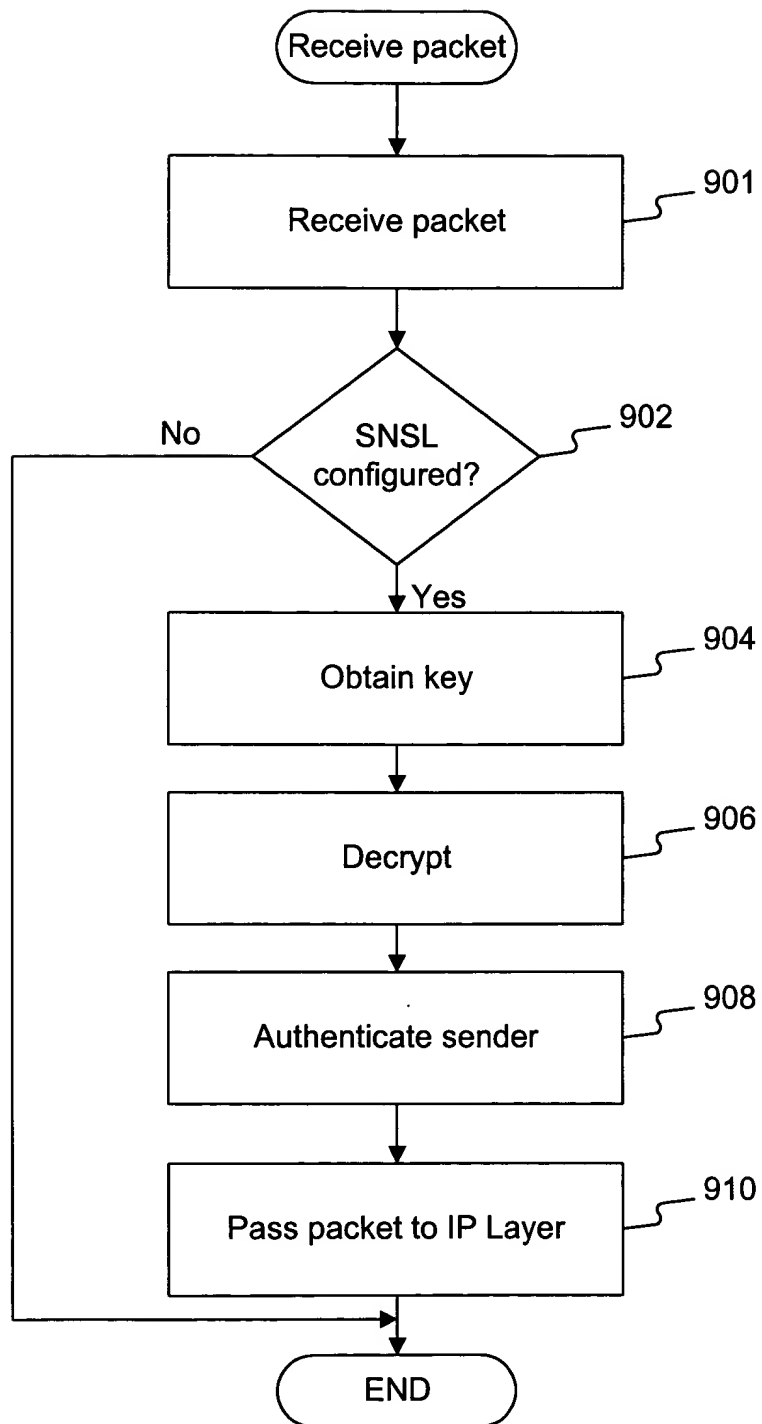 Receive packet
Receive packet
901
SNSL
configured?
902
No
Yes
Obtain key
904
Decrypt
906
Authenticate sender
908
Pass packet to IP Layer
910
END